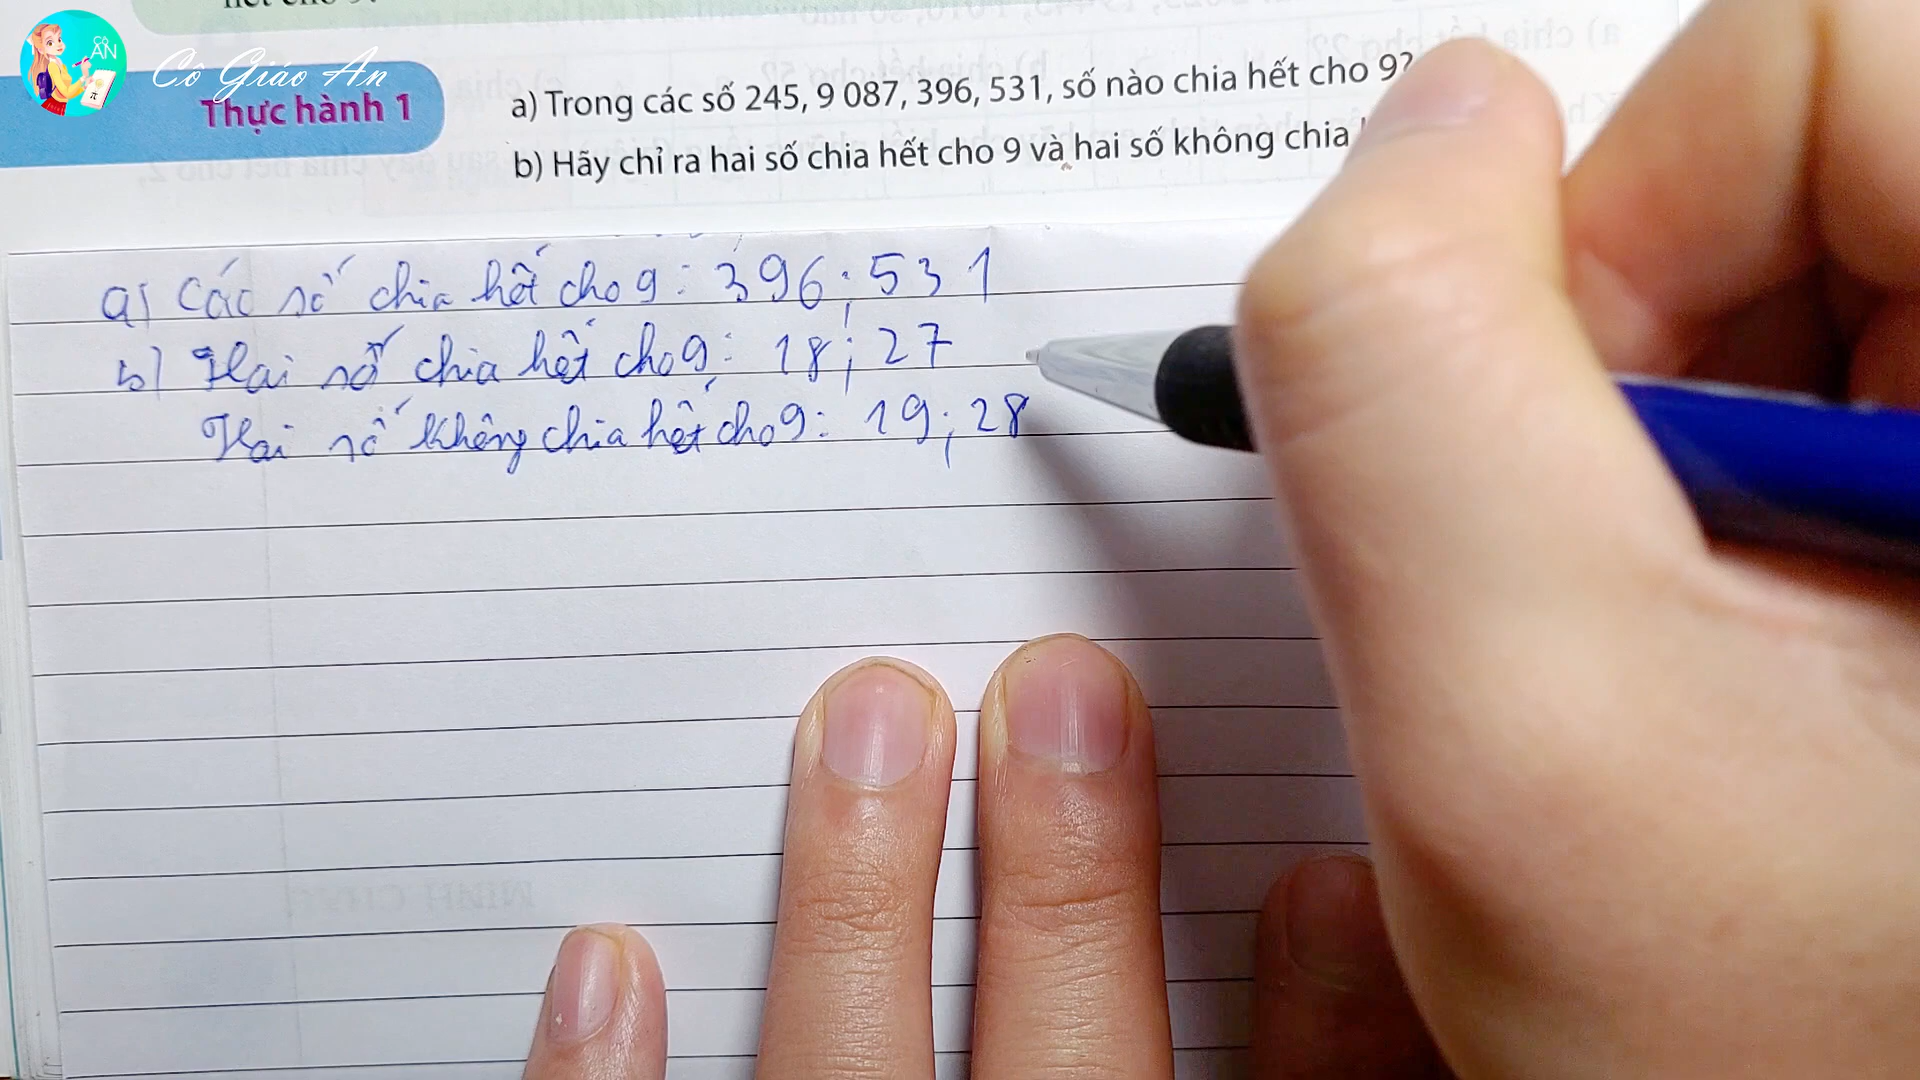 CÔ AN
Cô Giáo An
Thực hành 1
a) Trong các số 245, 9 087, 396, 531, số nào chia hết cho 9?
b) Hãy chỉ ra hai số chia hết cho 9 và hai số không chia
a) Các số chia hết cho 9: 396; 531
b) Hai số chia hết cho 9: 18; 27
Hai số không chia hết cho 9: 19; 28